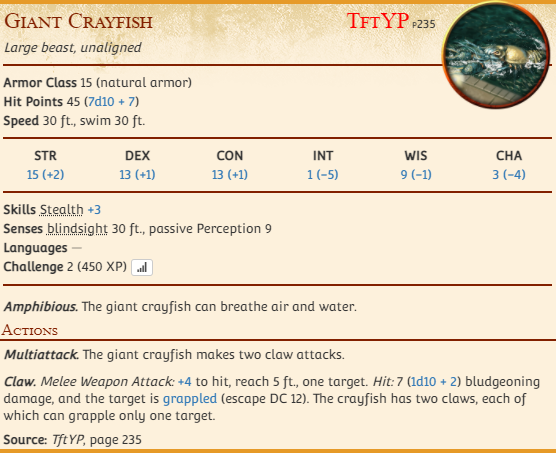 Giant Crayfish TftYP p235
Large beast, unaligned
Armor Class 15 (natural armor)
Hit Points 45 (7d10 + 7)
Speed 30 ft., swim 30 ft.
STR DEX CON INT WIS CHA
15 (+2) 13 (+1) 13 (+1) 1 (−5) 9 (−1) 3 (−4)
Skills Stealth +3
Senses blindsight 30 ft., passive Perception 9
Languages —
Challenge 2 (450 XP)
Amphibious. The giant crayfish can breathe air and water.
Actions
Multiattack. The giant crayfish makes two claw attacks.
Claw. Melee Weapon Attack: +4 to hit, reach 5 ft., one target. Hit: 7 (1d10 + 2) bludgeoning
damage, and the target is grappled (escape DC 12). The crayfish has two claws, each of
which can grapple only one target.
Source: TftYP, page 235